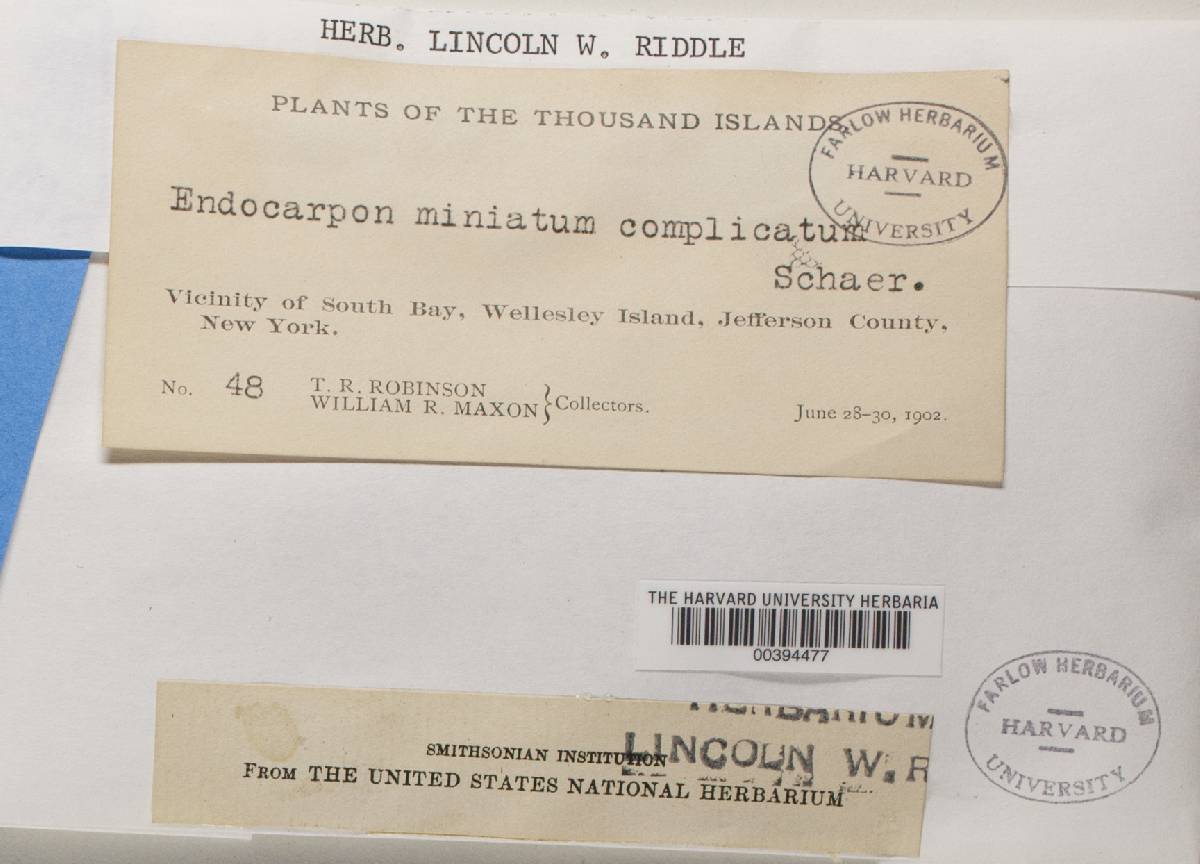 HERB. LINCOLN W. RIDDLE
PLANTS OF THE THOUSAND ISLANDS
FARLOW HERBARIUM
HARVARD
UNIVERSITY
Endocarpon miniatum complicatum
Schaer.
Vicinity of South Bay, Wellesley Island, Jefferson County,
New York.
No. 48
T. R. ROBINSON
WILLIAM R. MAXON } Collectors.
June 28-30, 1902.
THE HARVARD UNIVERSITY HERBARIA
00394477
FARLOW HERBARIUM
HARVARD
UNIVERSITY
HERBARIUM
LINCOLN W. R
SMITHSONIAN INSTITUTION
FROM THE UNITED STATES NATIONAL HERBARIUM